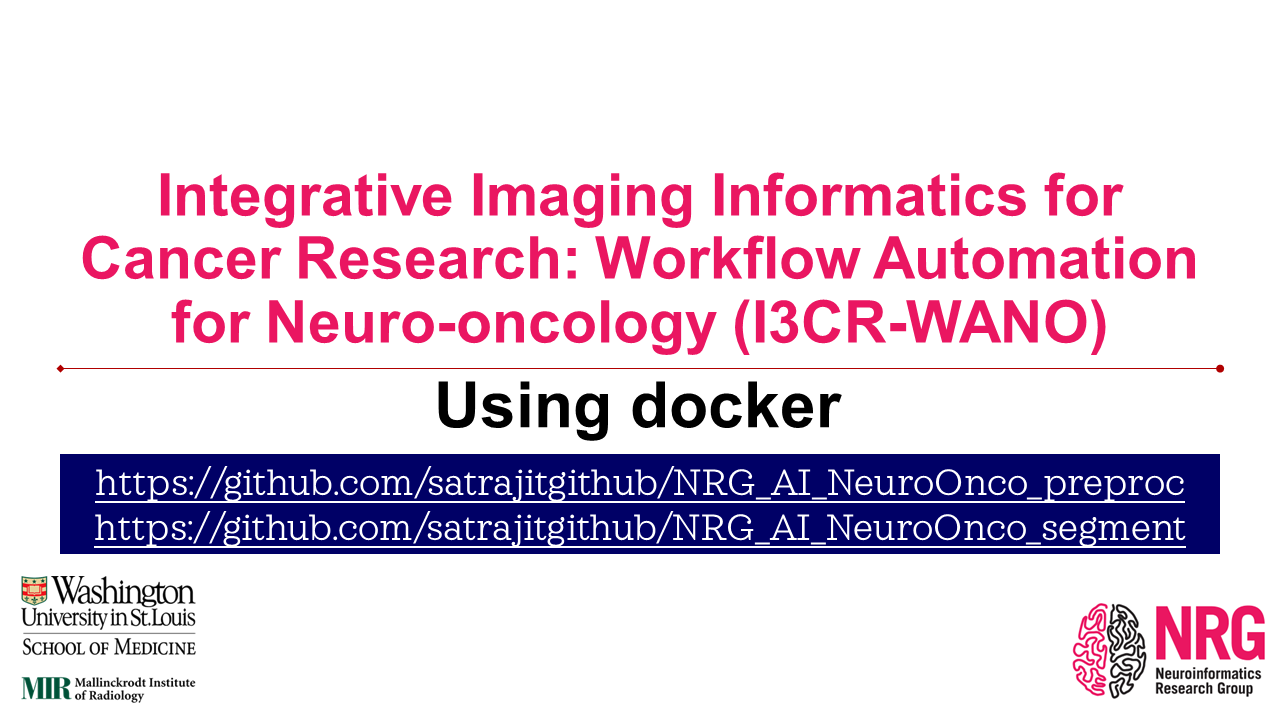 Integrative Imaging Informatics for
Cancer Research: Workflow Automation
for Neuro-oncology (I3CR-WANO)
Using docker
https://github.com/satrajitgithub/NRG_AI_NeuroOnco_preproc
https://github.com/satrajitgithub/NRG_AI_NeuroOnco_segment
Washington
University in St. Louis
SCHOOL OF MEDICINE
MIR Mallinckrodt Institute
of Radiology
NRG
Neuroinformatics
Research Group